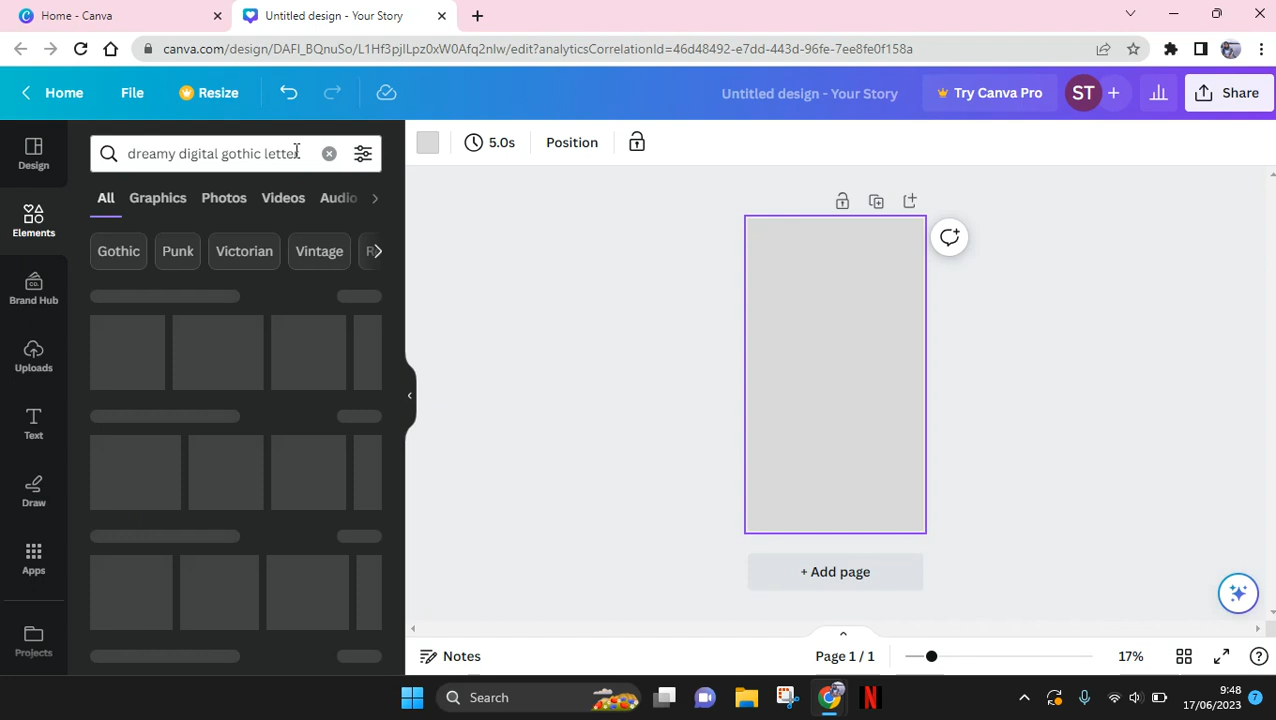 Home - Canva
Untitled design - Your Story
canva.com/design/DAFl_BQnuSo/L1Hf3pjlLpz0xW0Afq2nlw/edit?analyticsCorrelationId=46d48492-e7dd-443d-96fe-7ee8fe0f158a
Home
File
Resize
Untitled design - Your Story
Try Canva Pro
ST
Share
dreamy digital gothic letter
5.0s
Position
Design
Elements
Brand Hub
Uploads
Text
Draw
Apps
Projects
All
Graphics
Photos
Videos
Audio
Gothic
Punk
Victorian
Vintage
+ Add page
Notes
Page 1 / 1
17%
Search
9:48
17/06/2023
7